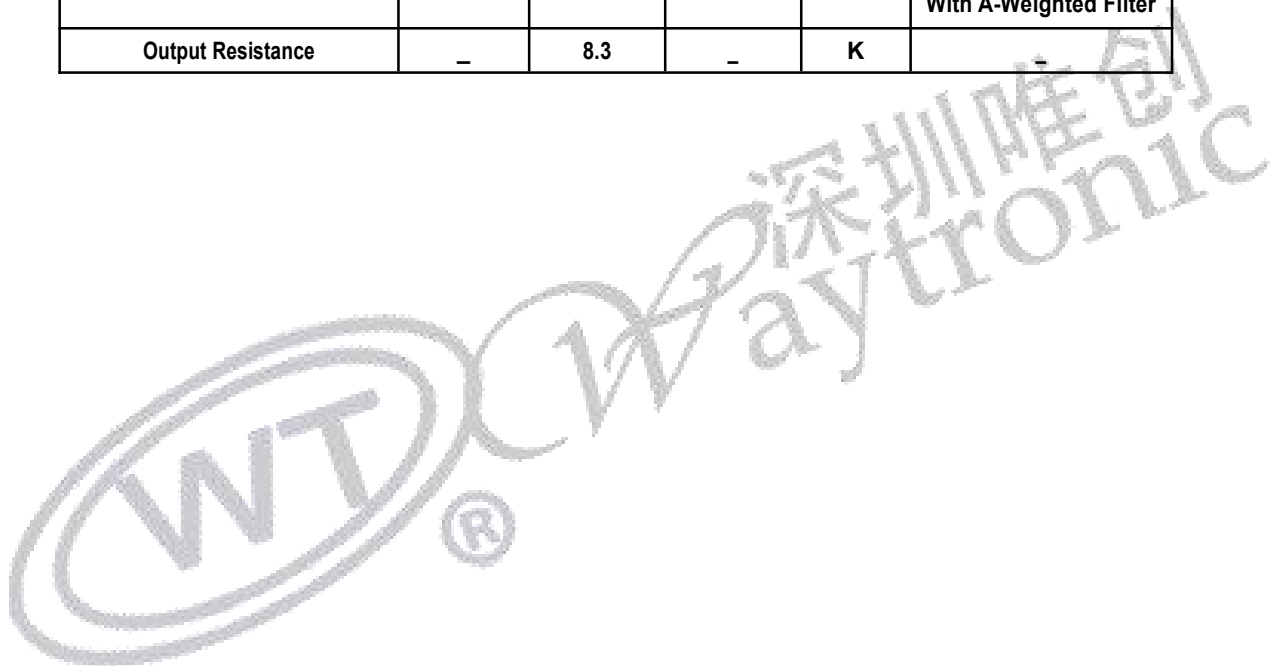 With A-Weighted Filter
Output Resistance _ 8.3 _ K _
深圳唯创
Waytronic
WT
®